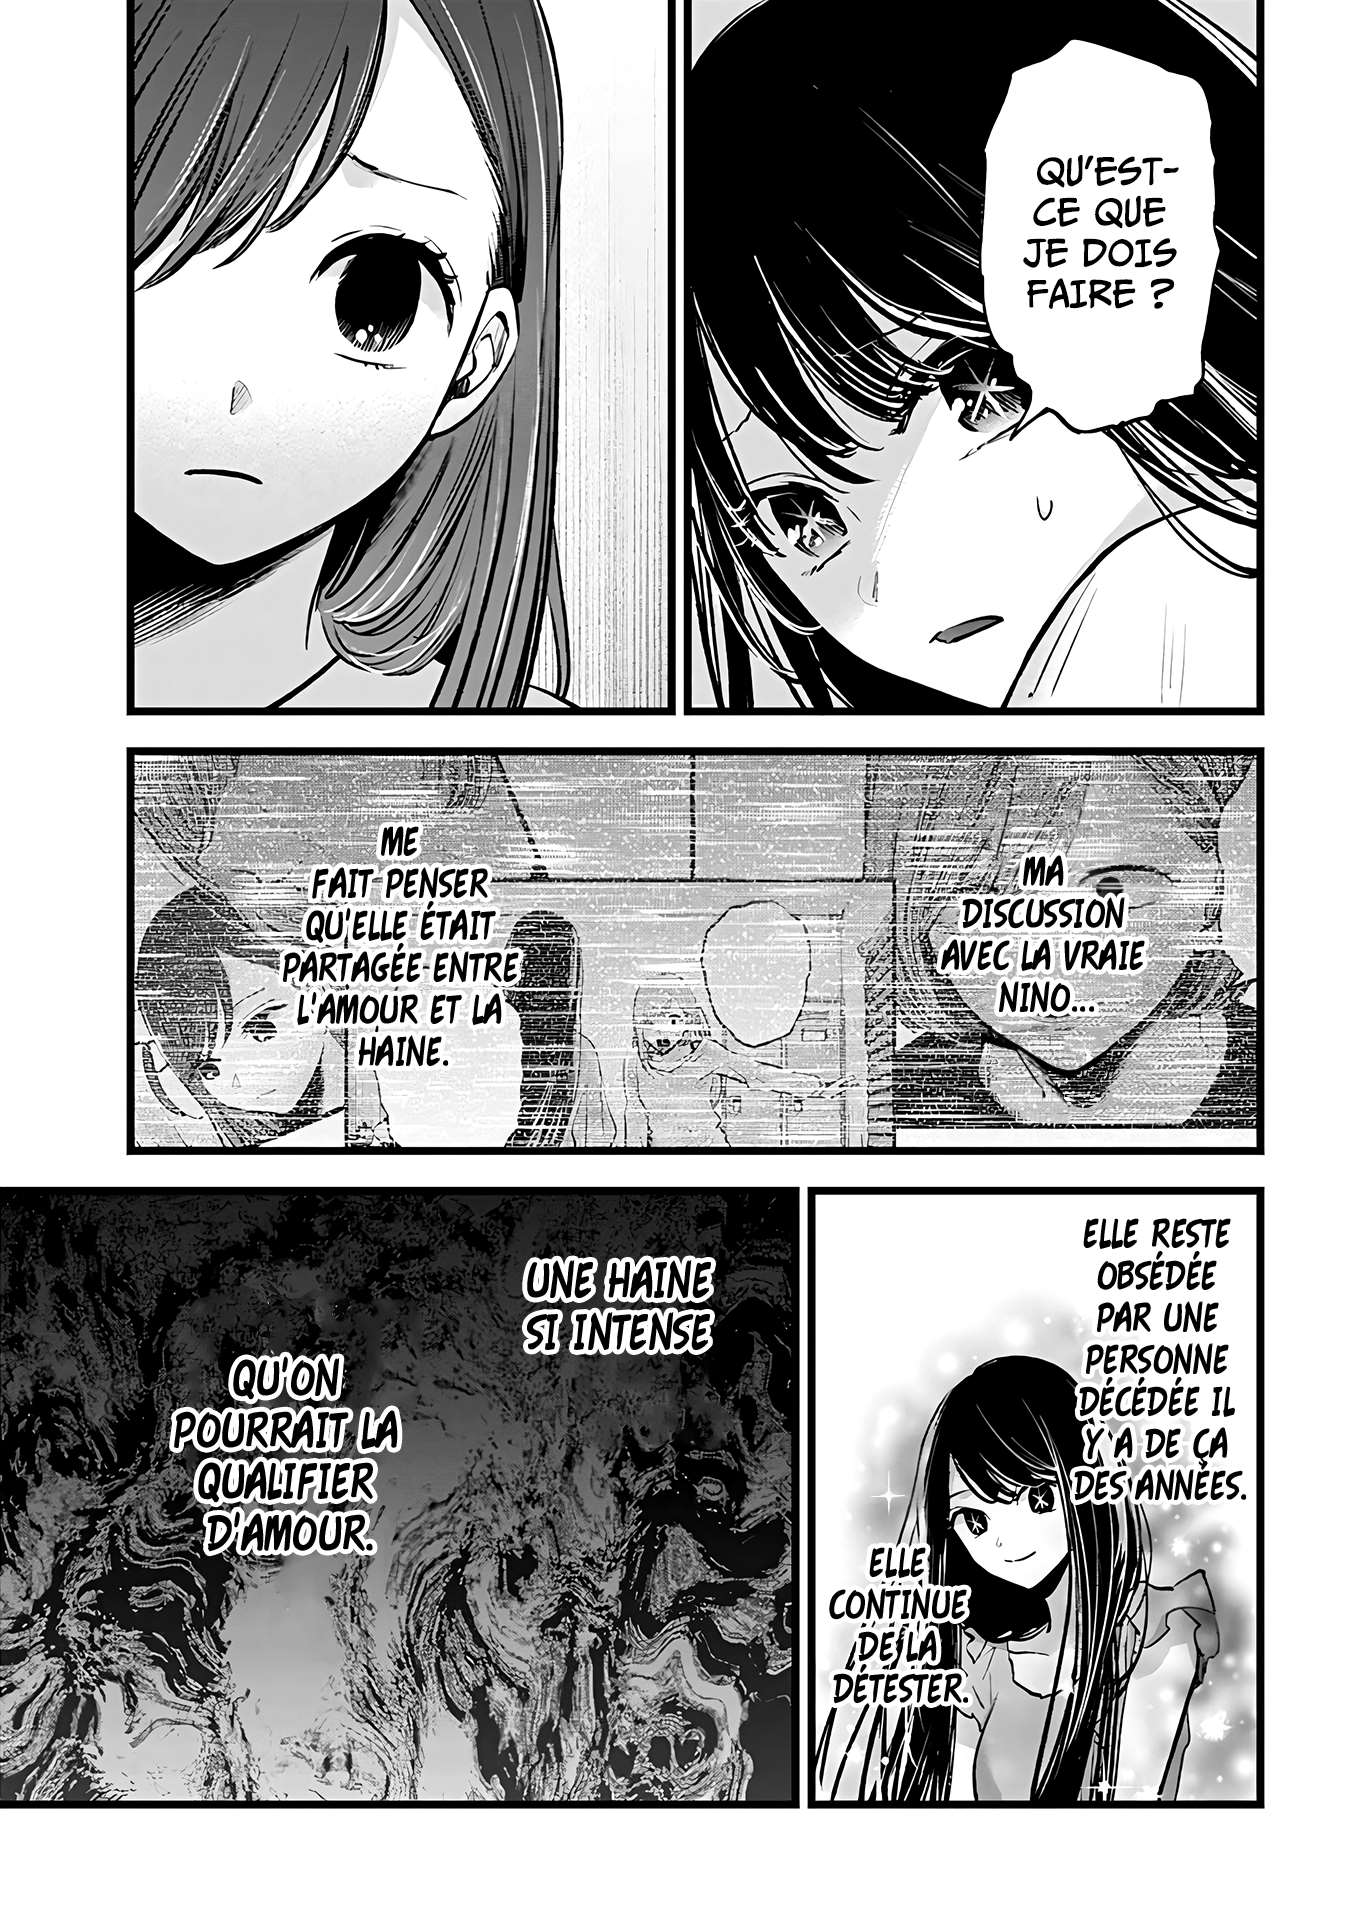 QU'EST-
CE QUE
JE DOIS
FAIRE ?
MA
DISCUSSION
AVEC LA VRAIE
NINO...
ME
FAIT PENSER
QU'ELLE ÉTAIT
PARTAGÉE ENTRE
L'AMOUR ET LA
HAINE.
ELLE RESTE
OBSÉDÉE
PAR UNE
PERSONNE
DÉCÉDÉE IL
Y A DE ÇA
DES ANNÉES.
ELLE
CONTINUE
DE LA
DÉTESTER.
UNE HAINE
SI INTENSE
QU'ON
POURRAIT LA
QUALIFIER
D'AMOUR.